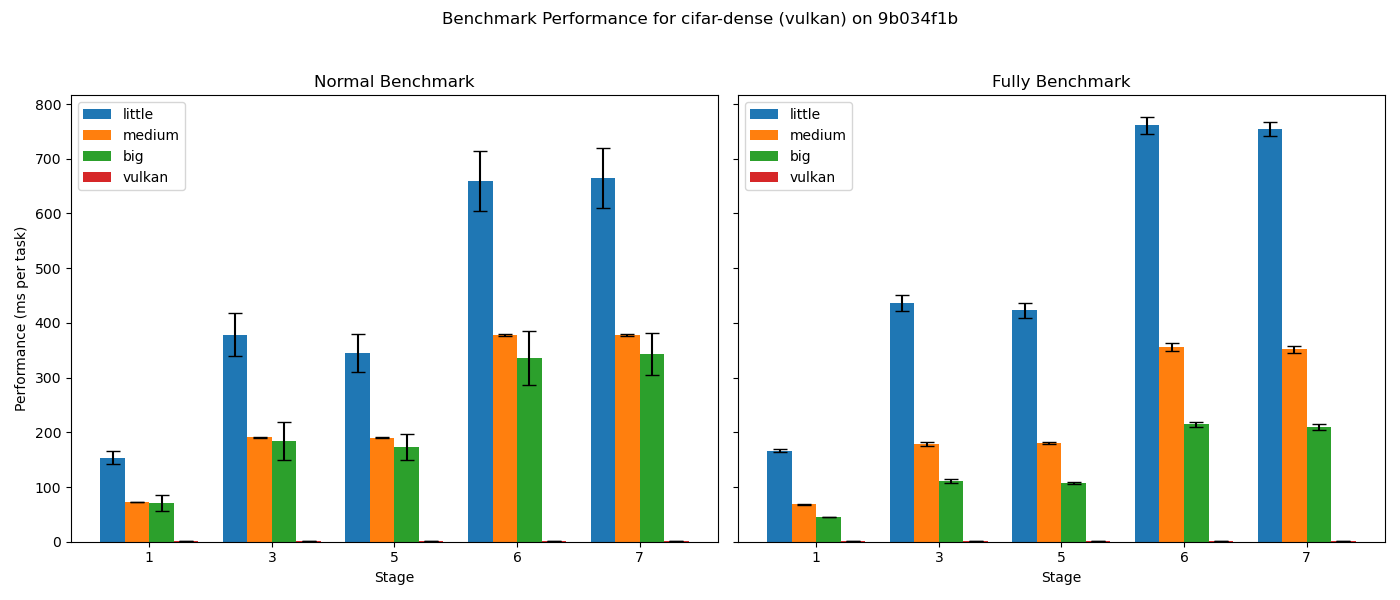 Benchmark Performance for cifar-dense (vulkan) on 9b034f1b
Normal Benchmark
little
medium
big
vulkan
Performance (ms per task)
800
700
600
500
400
300
200
100
0
1 3 5 6 7
Stage
Fully Benchmark
little
medium
big
vulkan
1 3 5 6 7
Stage